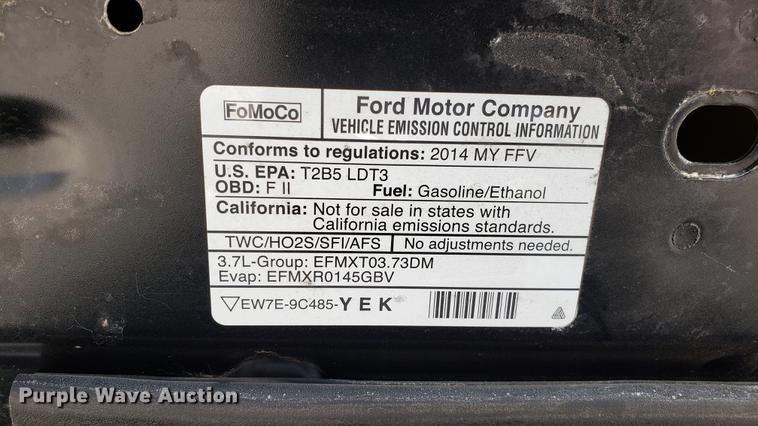 FoMoCo
Ford Motor Company
VEHICLE EMISSION CONTROL INFORMATION
Conforms to regulations: 2014 MY FFV
U.S. EPA: T2B5 LDT3
OBD: F II Fuel: Gasoline/Ethanol
California: Not for sale in states with
California emissions standards.
TWC/HO2S/SFI/AFS No adjustments needed.
3.7L-Group: EFMXT03.73DM
Evap: EFMXR0145GBV
EW7E-9C485-YEK
Purple Wave Auction